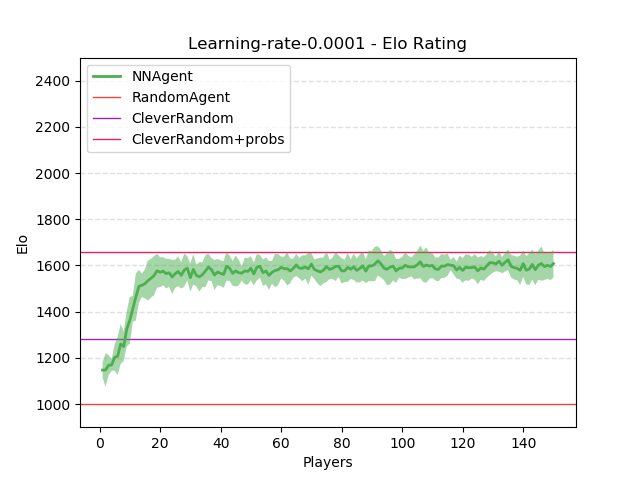 Learning-rate-0.0001 - Elo Rating
NNAgent
RandomAgent
CleverRandom
CleverRandom+probs
Elo
2400
2200
2000
1800
1600
1400
1200
1000
0 20 40 60 80 100 120 140
Players